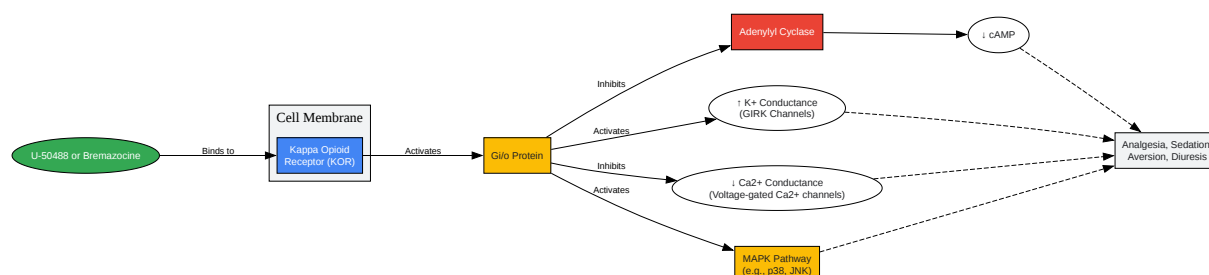 U-50488 or Bremazocine
Binds to
Cell Membrane
Kappa Opioid
Receptor (KOR)
Activates
Gi/o Protein
Inhibits
Activates
Inhibits
Activates
Adenylyl Cyclase
↓ cAMP
↑ K+ Conductance
(GIRK Channels)
↓ Ca2+ Conductance
(Voltage-gated Ca2+ channels)
MAPK Pathway
(e.g., p38, JNK)
Analgesia, Sedation,
Aversion, Diuresis